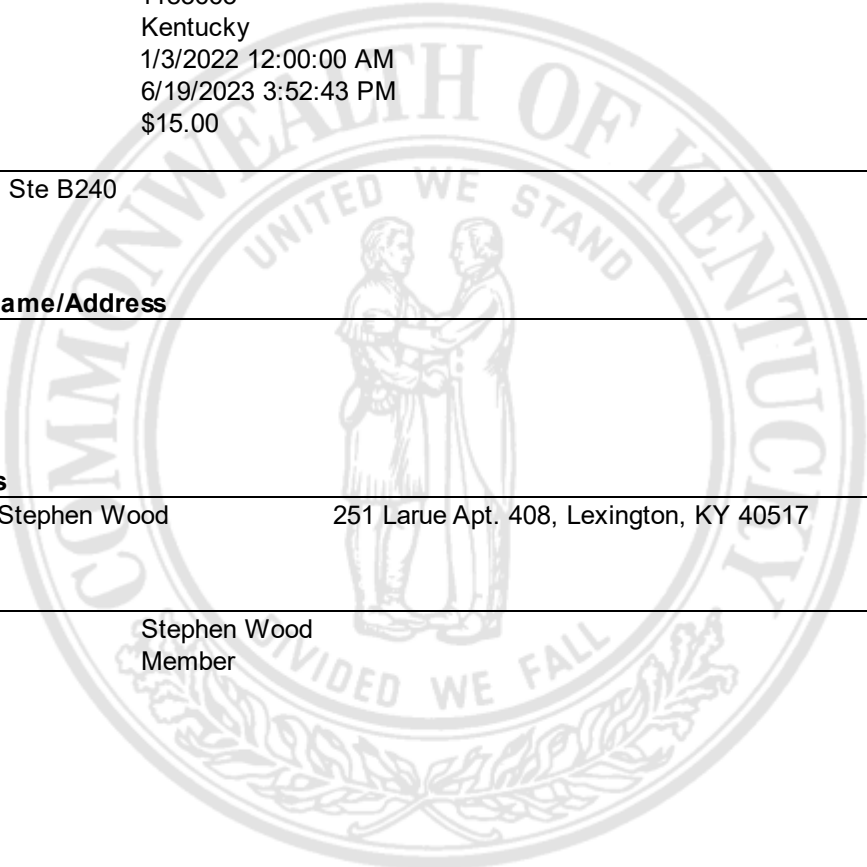 Kentucky
1/3/2022 12:00:00 AM
6/19/2023 3:52:43 PM
$15.00
Ste B240
ame/Address
s
Stephen Wood 251 Larue Apt. 408, Lexington, KY 40517
Stephen Wood
Member
COMMONWEALTH OF KENTUCKY
UNITED WE STAND
DIVIDED WE FALL